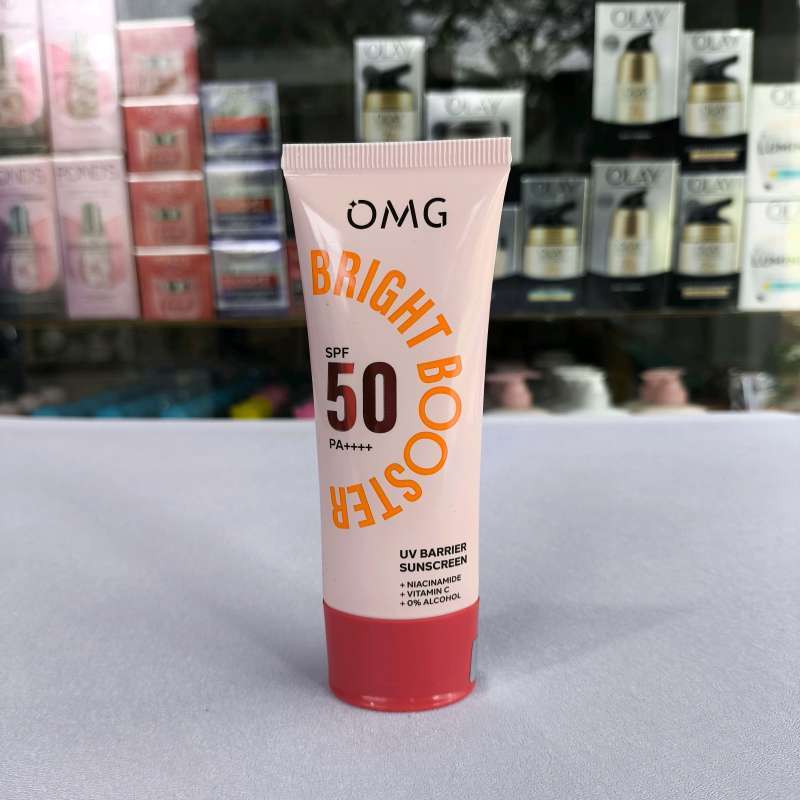 OMG
BRIGHT BOOSTER
SPF
50
PA++++
UV BARRIER
SUNSCREEN
+ NIACINAMIDE
+ VITAMIN C
+ 0% ALCOHOL
OLAY
OLAY
OLAY
OLAY
OLAY
OLAY
OLAY
POND'S